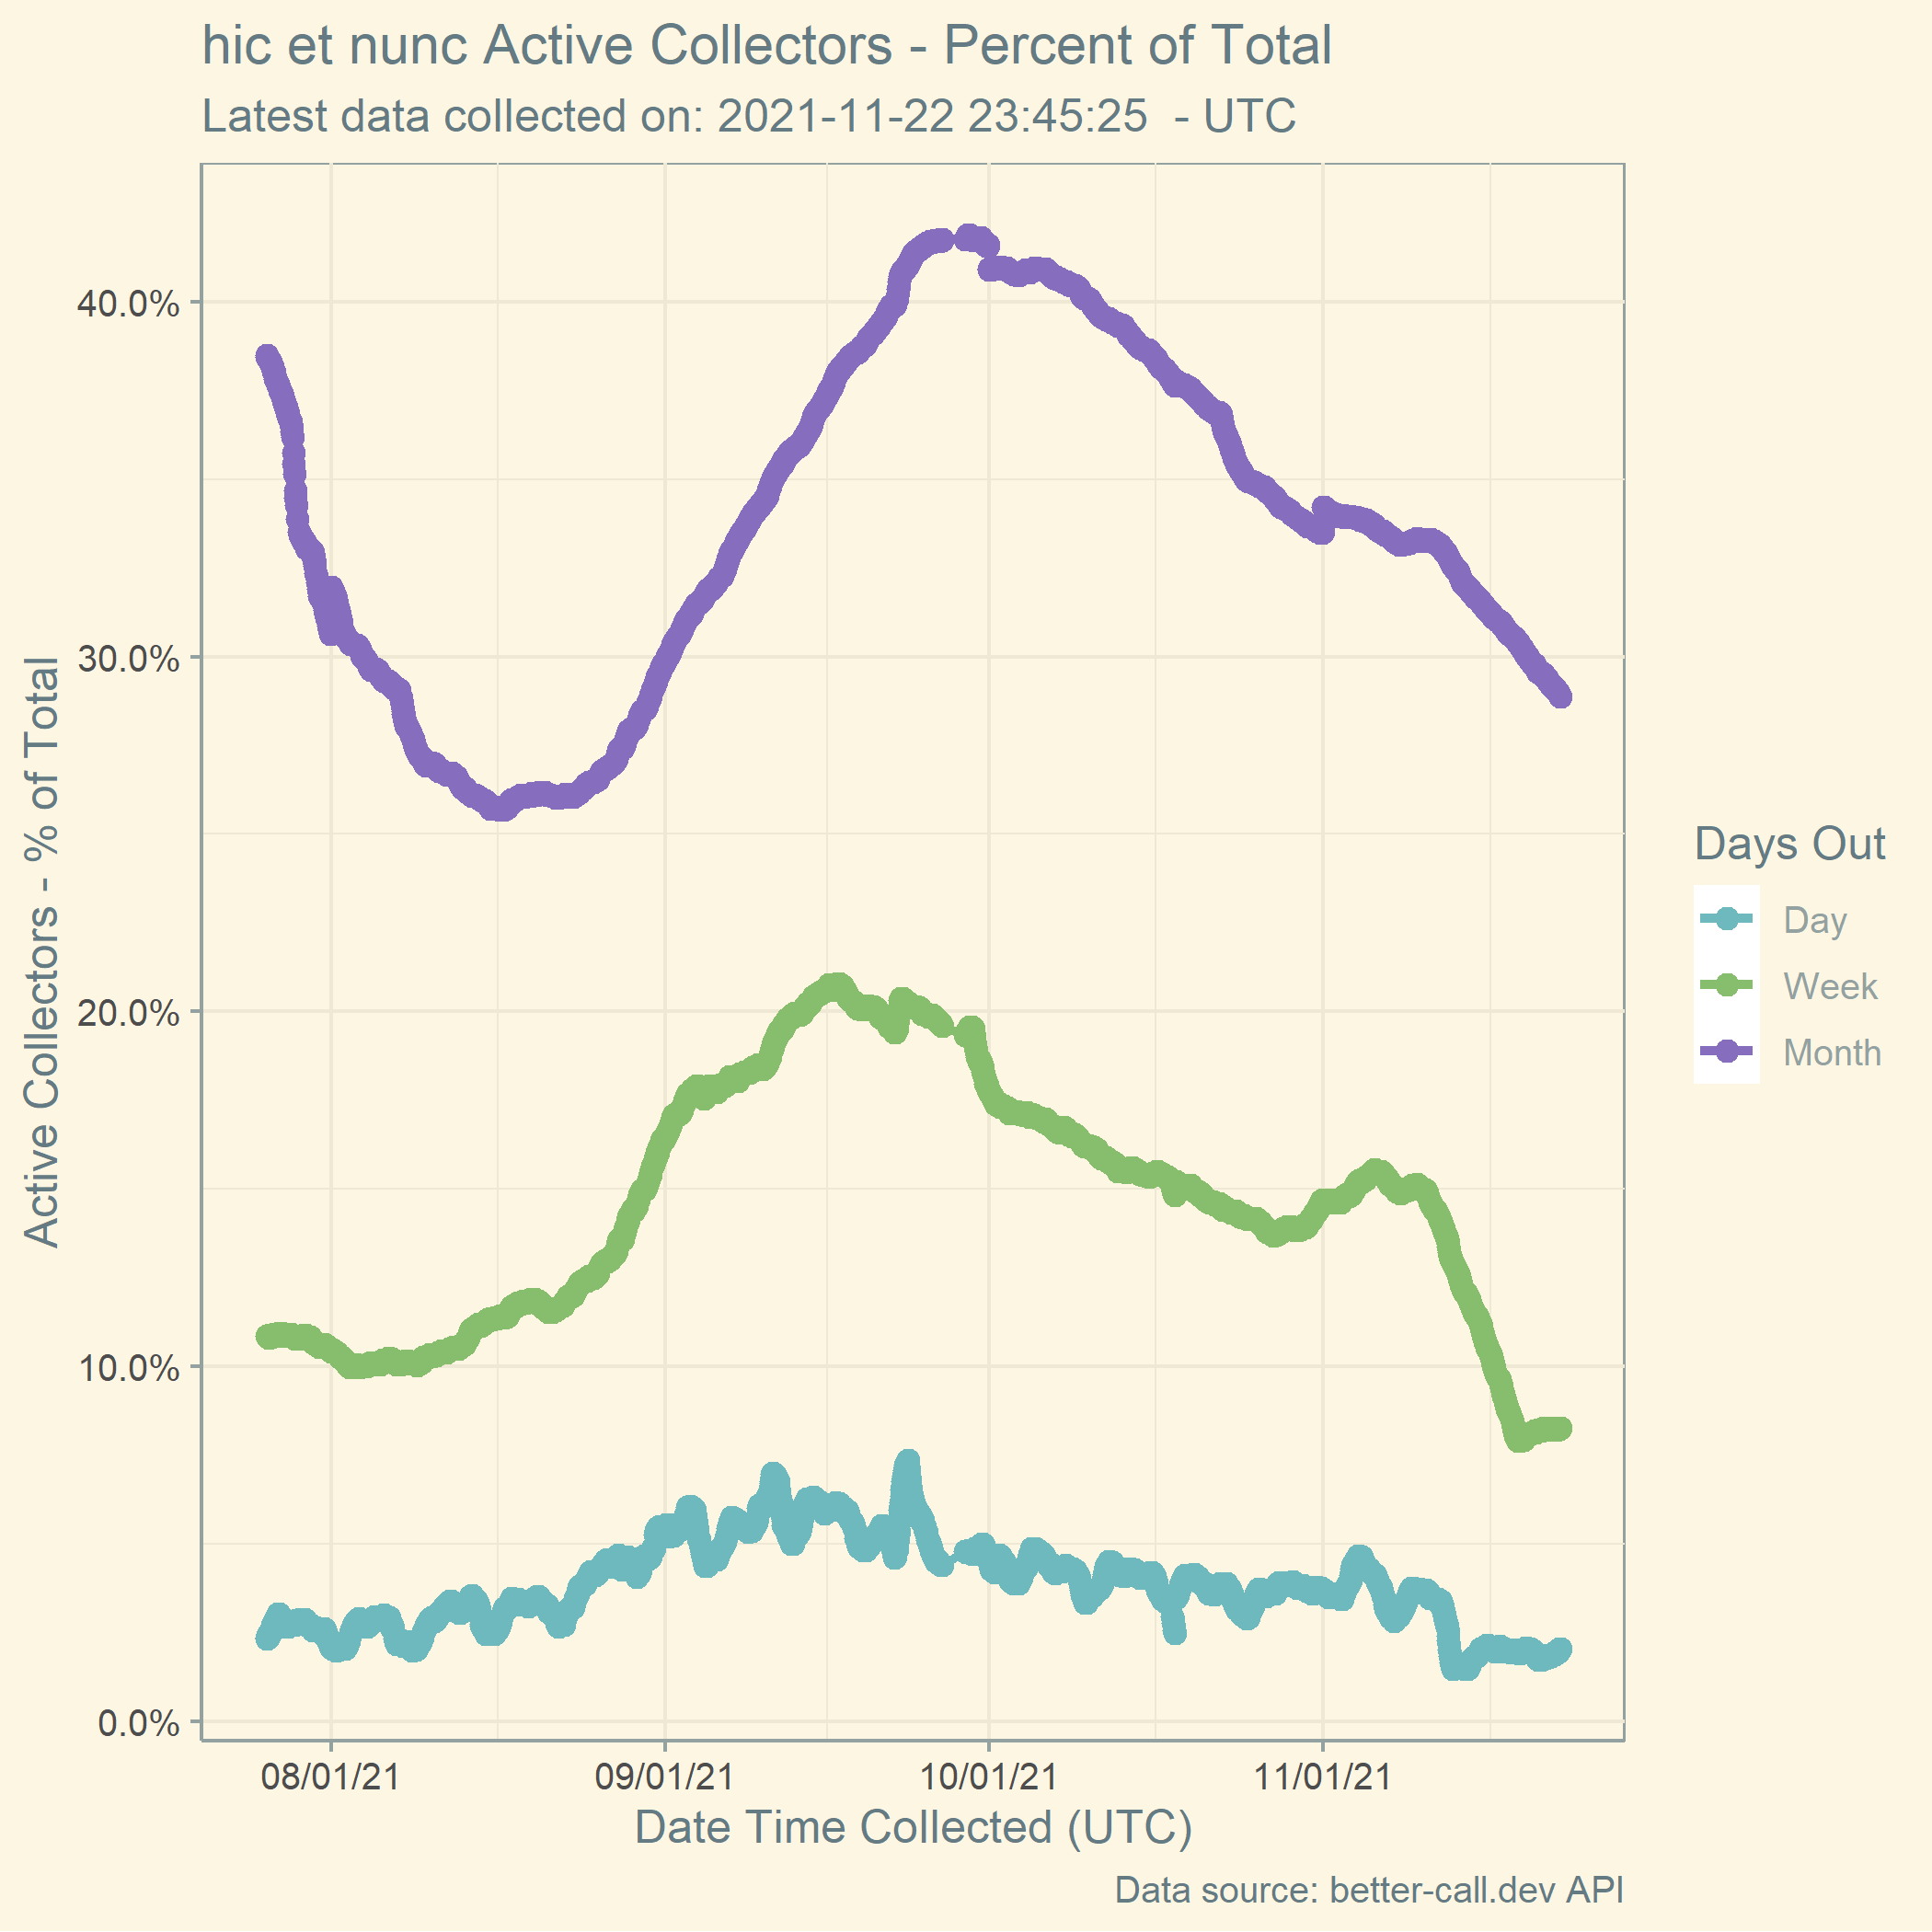 hic et nunc Active Collectors - Percent of Total
Latest data collected on: 2021-11-22 23:45:25  - UTC
Active Collectors - % of Total
40.0%
30.0%
20.0%
10.0%
0.0%
08/01/21 09/01/21 10/01/21 11/01/21
Date Time Collected (UTC)
Days Out
Day
Week
Month
Data source: better-call.dev API